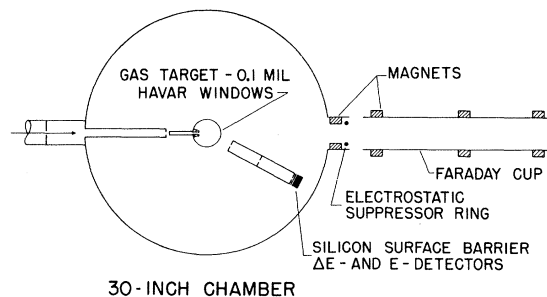 GAS TARGET - 0.1 MIL
HAVAR WINDOWS
MAGNETS
FARADAY CUP
ELECTROSTATIC
SUPPRESSOR RING
SILICON SURFACE BARRIER
ΔE - AND E - DETECTORS
30-INCH CHAMBER